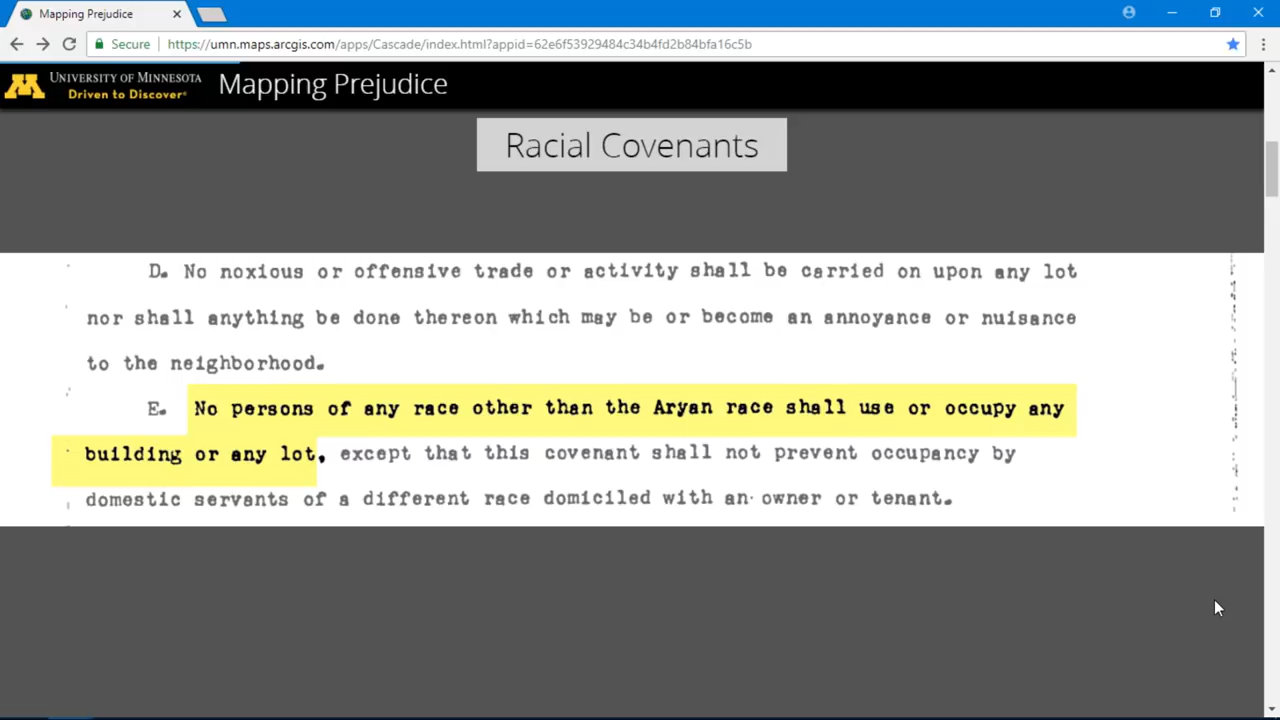 Mapping Prejudice
Secure
https://umn.maps.arcgis.com/apps/Cascade/index.html?appid=62e6f53929484c34b4fd2b84bfa16c5b
UNIVERSITY OF MINNESOTA
Driven to Discover®
Mapping Prejudice
Racial Covenants
D. No noxious or offensive trade or activity shall be carried on upon any lot
nor shall anything be done thereon which may be or become an annoyance or nuisance
to the neighborhood.
E. No persons of any race other than the Aryan race shall use or occupy any
building or any lot, except that this covenant shall not prevent occupancy by
domestic servants of a different race domiciled with an owner or tenant.